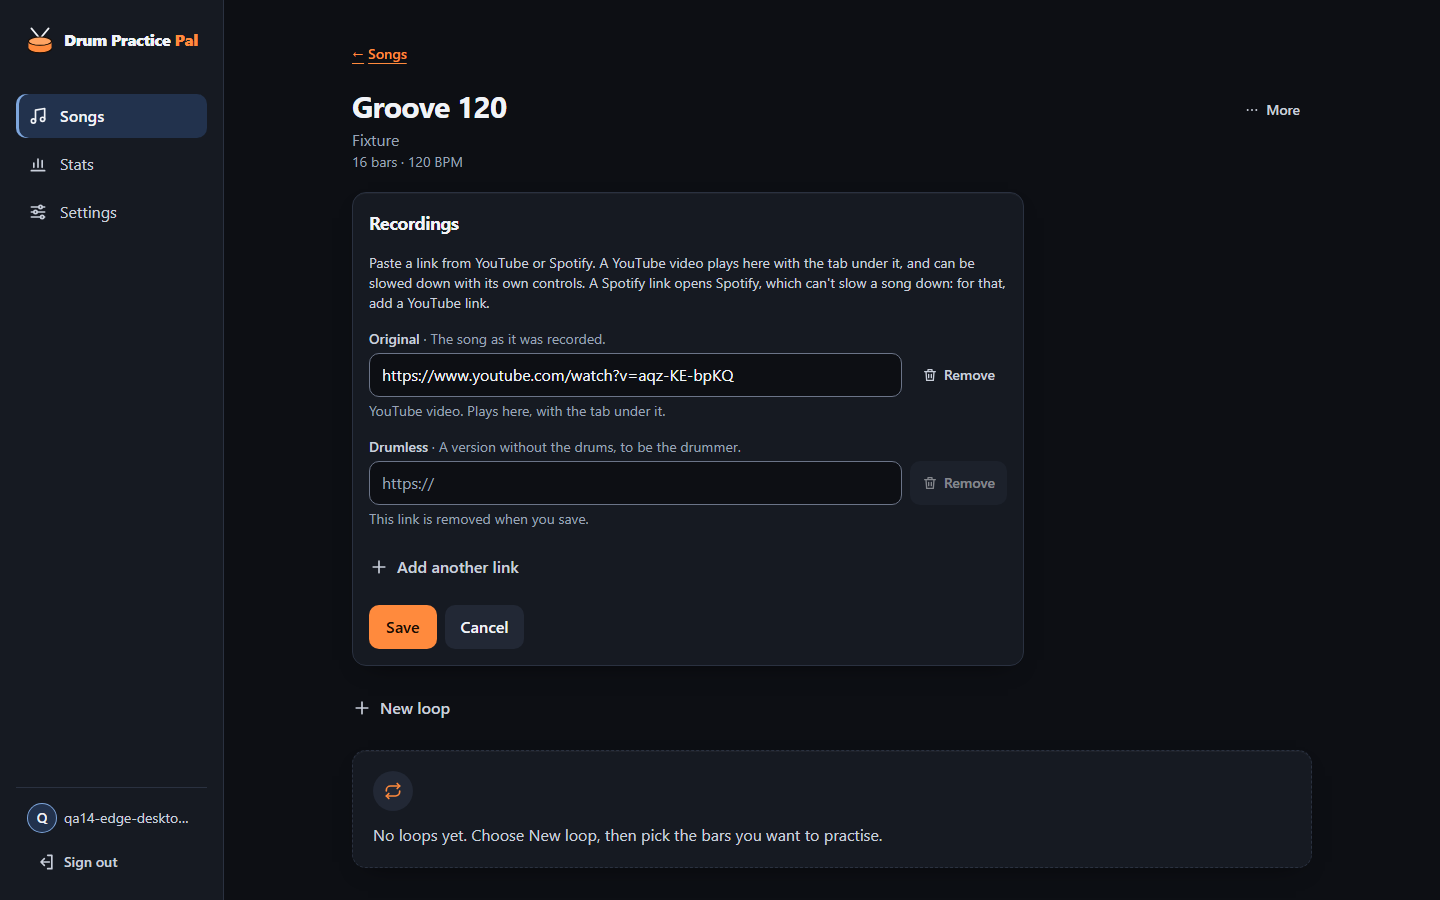 Drum Practice Pal
Songs
Stats
Settings
qa14-edge-deskto...
Sign out
← Songs
Groove 120
··· More
Fixture
16 bars · 120 BPM
Recordings
Paste a link from YouTube or Spotify. A YouTube video plays here with the tab under it, and can be
slowed down with its own controls. A Spotify link opens Spotify, which can't slow a song down: for that,
add a YouTube link.
Original · The song as it was recorded.
https://www.youtube.com/watch?v=aqz-KE-bpKQ
Remove
YouTube video. Plays here, with the tab under it.
Drumless · A version without the drums, to be the drummer.
https://
Remove
This link is removed when you save.
+ Add another link
Save
Cancel
+ New loop
No loops yet. Choose New loop, then pick the bars you want to practise.